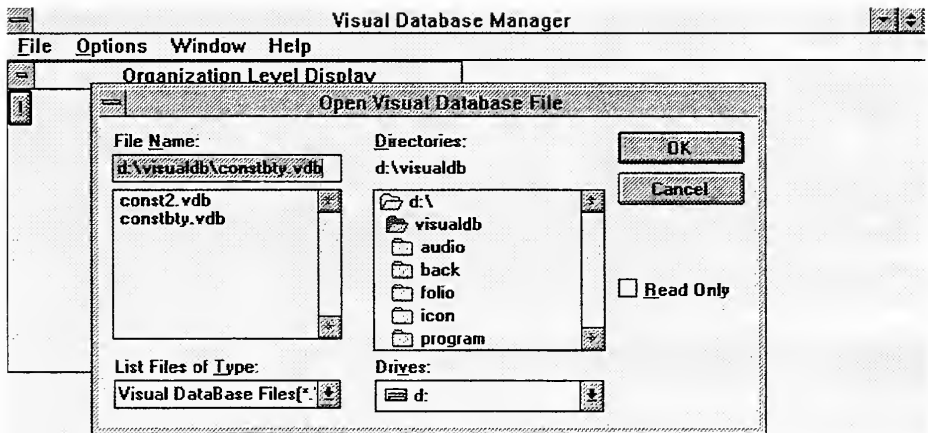 Visual Database Manager
File Options Window Help
Organization Level Display
1
Open Visual Database File
File Name:
d:\visualdb\constbty.vdb
const2.vdb
constbty.vdb
List Files of Type:
Visual DataBase Files(*.
Directories:
d:\visualdb
d:\
visualdb
audio
back
folio
icon
program
Drives:
d:
OK
Cancel
Read Only